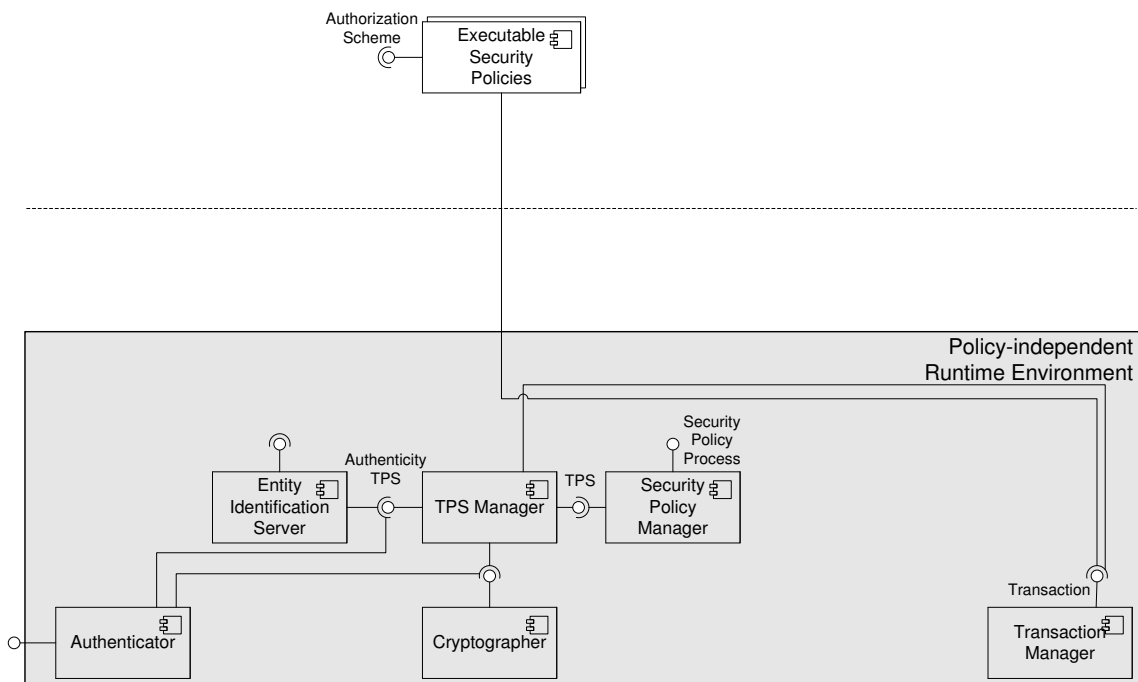 Authorization
Scheme
Executable
Security
Policies
Policy-independent
Runtime Environment
Security
Policy
Process
Authenticity
TPS
TPS
Entity
Identification
Server
TPS Manager
Security
Policy
Manager
Transaction
Authenticator
Cryptographer
Transaction
Manager